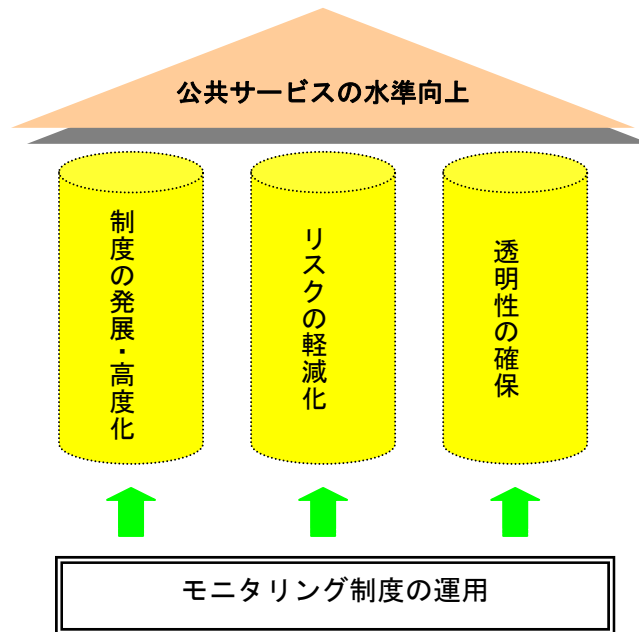 公共サービスの水準向上
制度の発展・高度化
リスクの軽減化
透明性の確保
モニタリング制度の運用